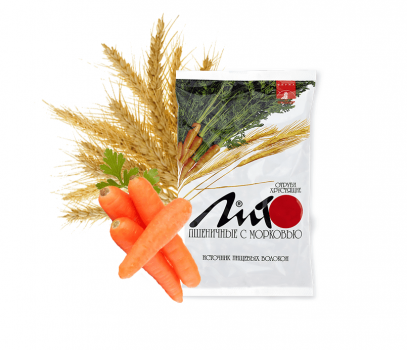 ОТРУБИ
ХРУСТЯЩИЕ
Лито®
ПШЕНИЧНЫЕ С МОРКОВЬЮ
ИСТОЧНИК ПИЩЕВЫХ ВОЛОКОН